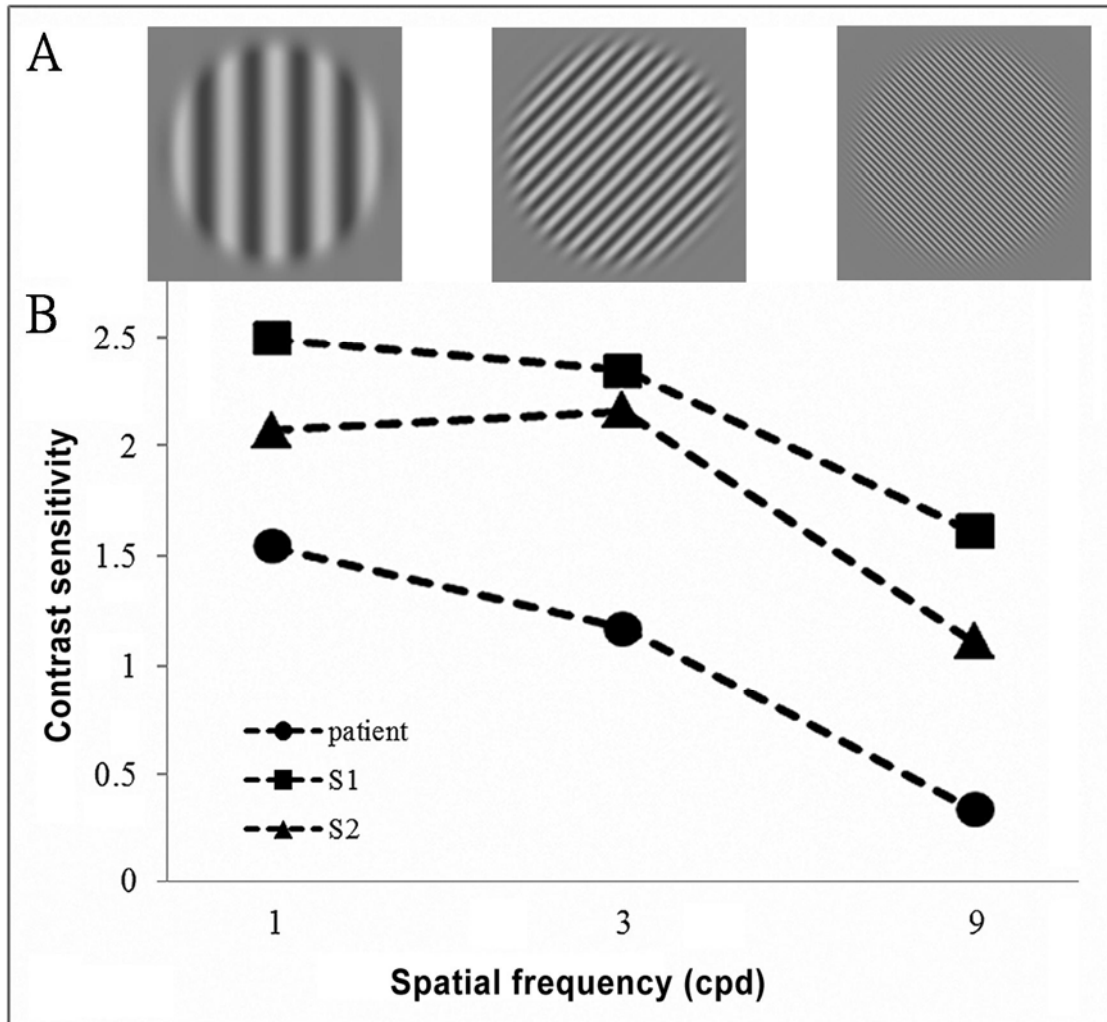 A
B
2.5
2
1.5
1
0.5
0
Contrast sensitivity
patient
S1
S2
1 3 9
Spatial frequency (cpd)